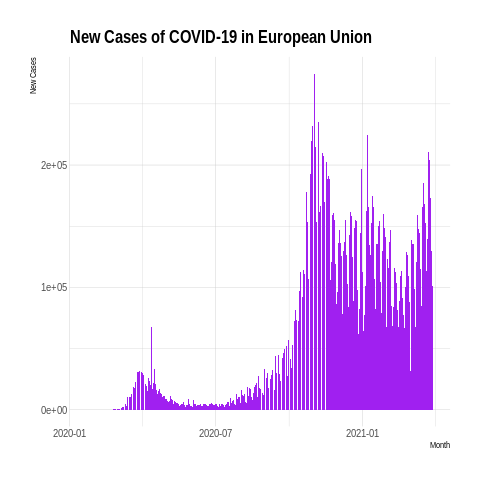 New Cases of COVID-19 in European Union
New Cases
2e+05
1e+05
0e+00
2020-01 2020-07 2021-01
Month